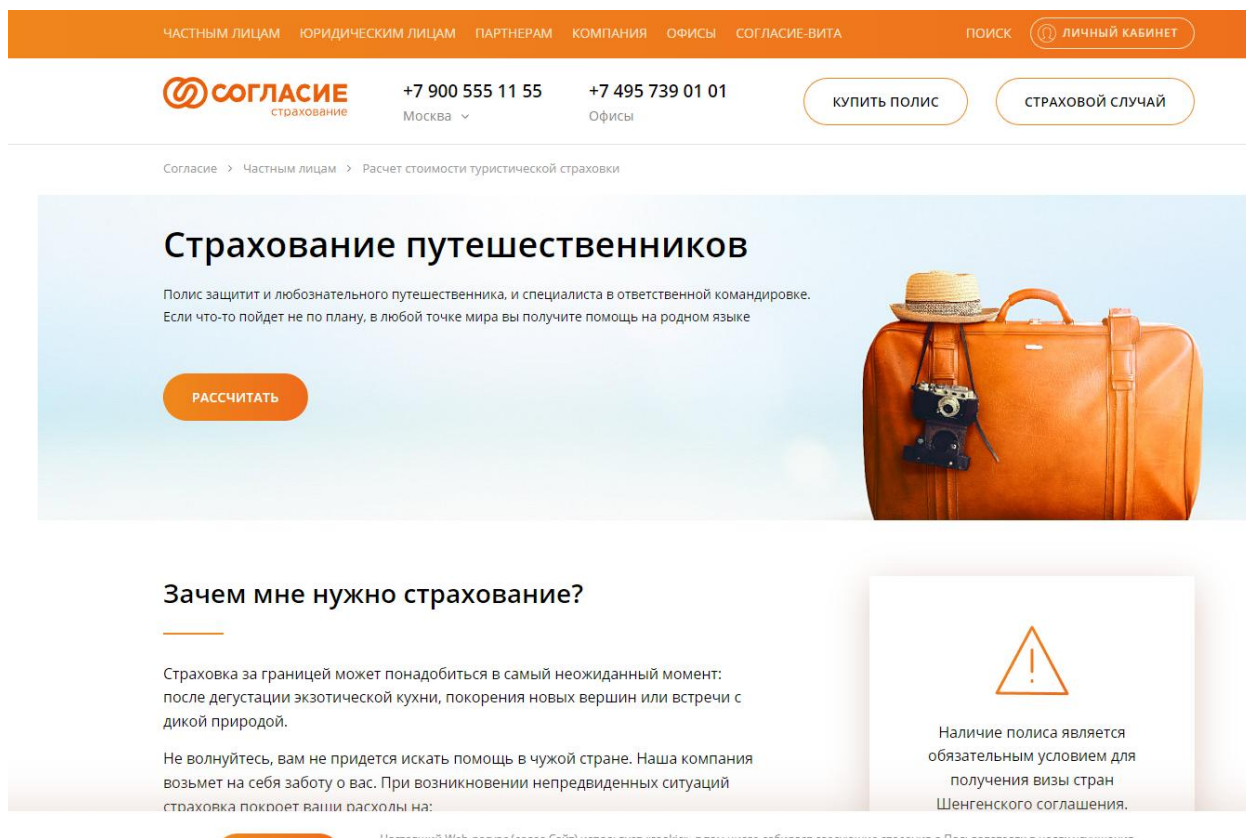 ЧАСТНЫМ ЛИЦАМ ЮРИДИЧЕСКИМ ЛИЦАМ ПАРТНЕРАМ КОМПАНИЯ ОФИСЫ СОГЛАСИЕ-ВИТА ПОИСК ЛИЧНЫЙ КАБИНЕТ
СОГЛАСИЕ
страхование
+7 900 555 11 55
Москва
+7 495 739 01 01
Офисы
КУПИТЬ ПОЛИС
СТРАХОВОЙ СЛУЧАЙ
Согласие > Частным лицам > Расчет стоимости туристической страховки
Страхование путешественников
Полис защитит и любознательного путешественника, и специалиста в ответственной командировке.
Если что-то пойдет не по плану, в любой точке мира вы получите помощь на родном языке
РАССЧИТАТЬ
Зачем мне нужно страхование?
Страховка за границей может понадобиться в самый неожиданный момент:
после дегустации экзотической кухни, покорения новых вершин или встречи с
дикой природой.
Не волнуйтесь, вам не придется искать помощь в чужой стране. Наша компания
возьмет на себя заботу о вас. При возникновении непредвиденных ситуаций
страховка покроет ваши расходы на:
Наличие полиса является
обязательным условием для
получения визы стран
Шенгенского соглашения.